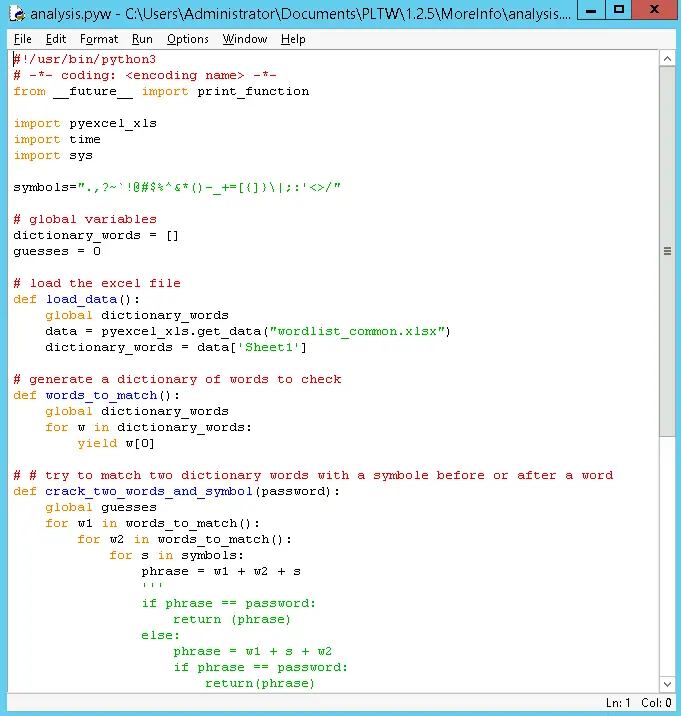 analysis.pyw - C:\Users\Administrator\Documents\PLTW\1.2.5\MoreInfo\analysis....
File Edit Format Run Options Window Help
#!/usr/bin/python3
# -*- coding: <encoding name> -*-
from __future__ import print_function

import pyexcel_xls
import time
import sys

symbols=".,?~`!@#$%^&*()-_+=[{]}\|;:'<>/"

# global variables
dictionary_words = []
guesses = 0

# load the excel file
def load_data():
    global dictionary_words
    data = pyexcel_xls.get_data("wordlist_common.xlsx")
    dictionary_words = data['Sheet1']

# generate a dictionary of words to check
def words_to_match():
    global dictionary_words
    for w in dictionary_words:
        yield w[0]

# # try to match two dictionary words with a symbole before or after a word
def crack_two_words_and_symbol(password):
    global guesses
    for w1 in words_to_match():
        for w2 in words_to_match():
            for s in symbols:
                phrase = w1 + w2 + s
                '''
                if phrase == password:
                    return (phrase)
                else:
                    phrase = w1 + s + w2
                    if phrase == password:
                        return(phrase)
Ln: 1 Col: 0